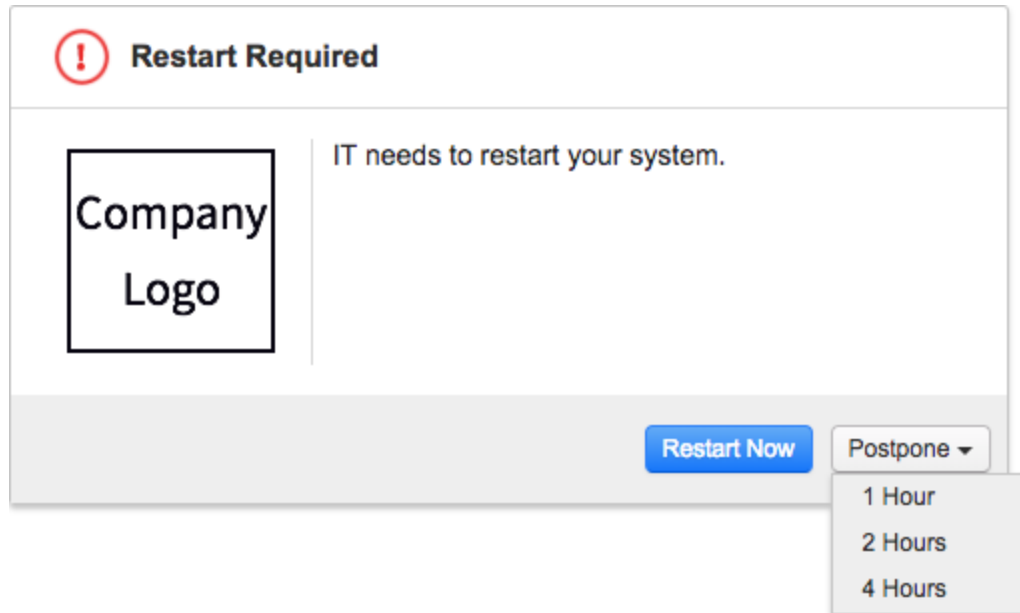 Restart Required
IT needs to restart your system.
Company
Logo
Restart Now
Postpone
1 Hour
2 Hours
4 Hours